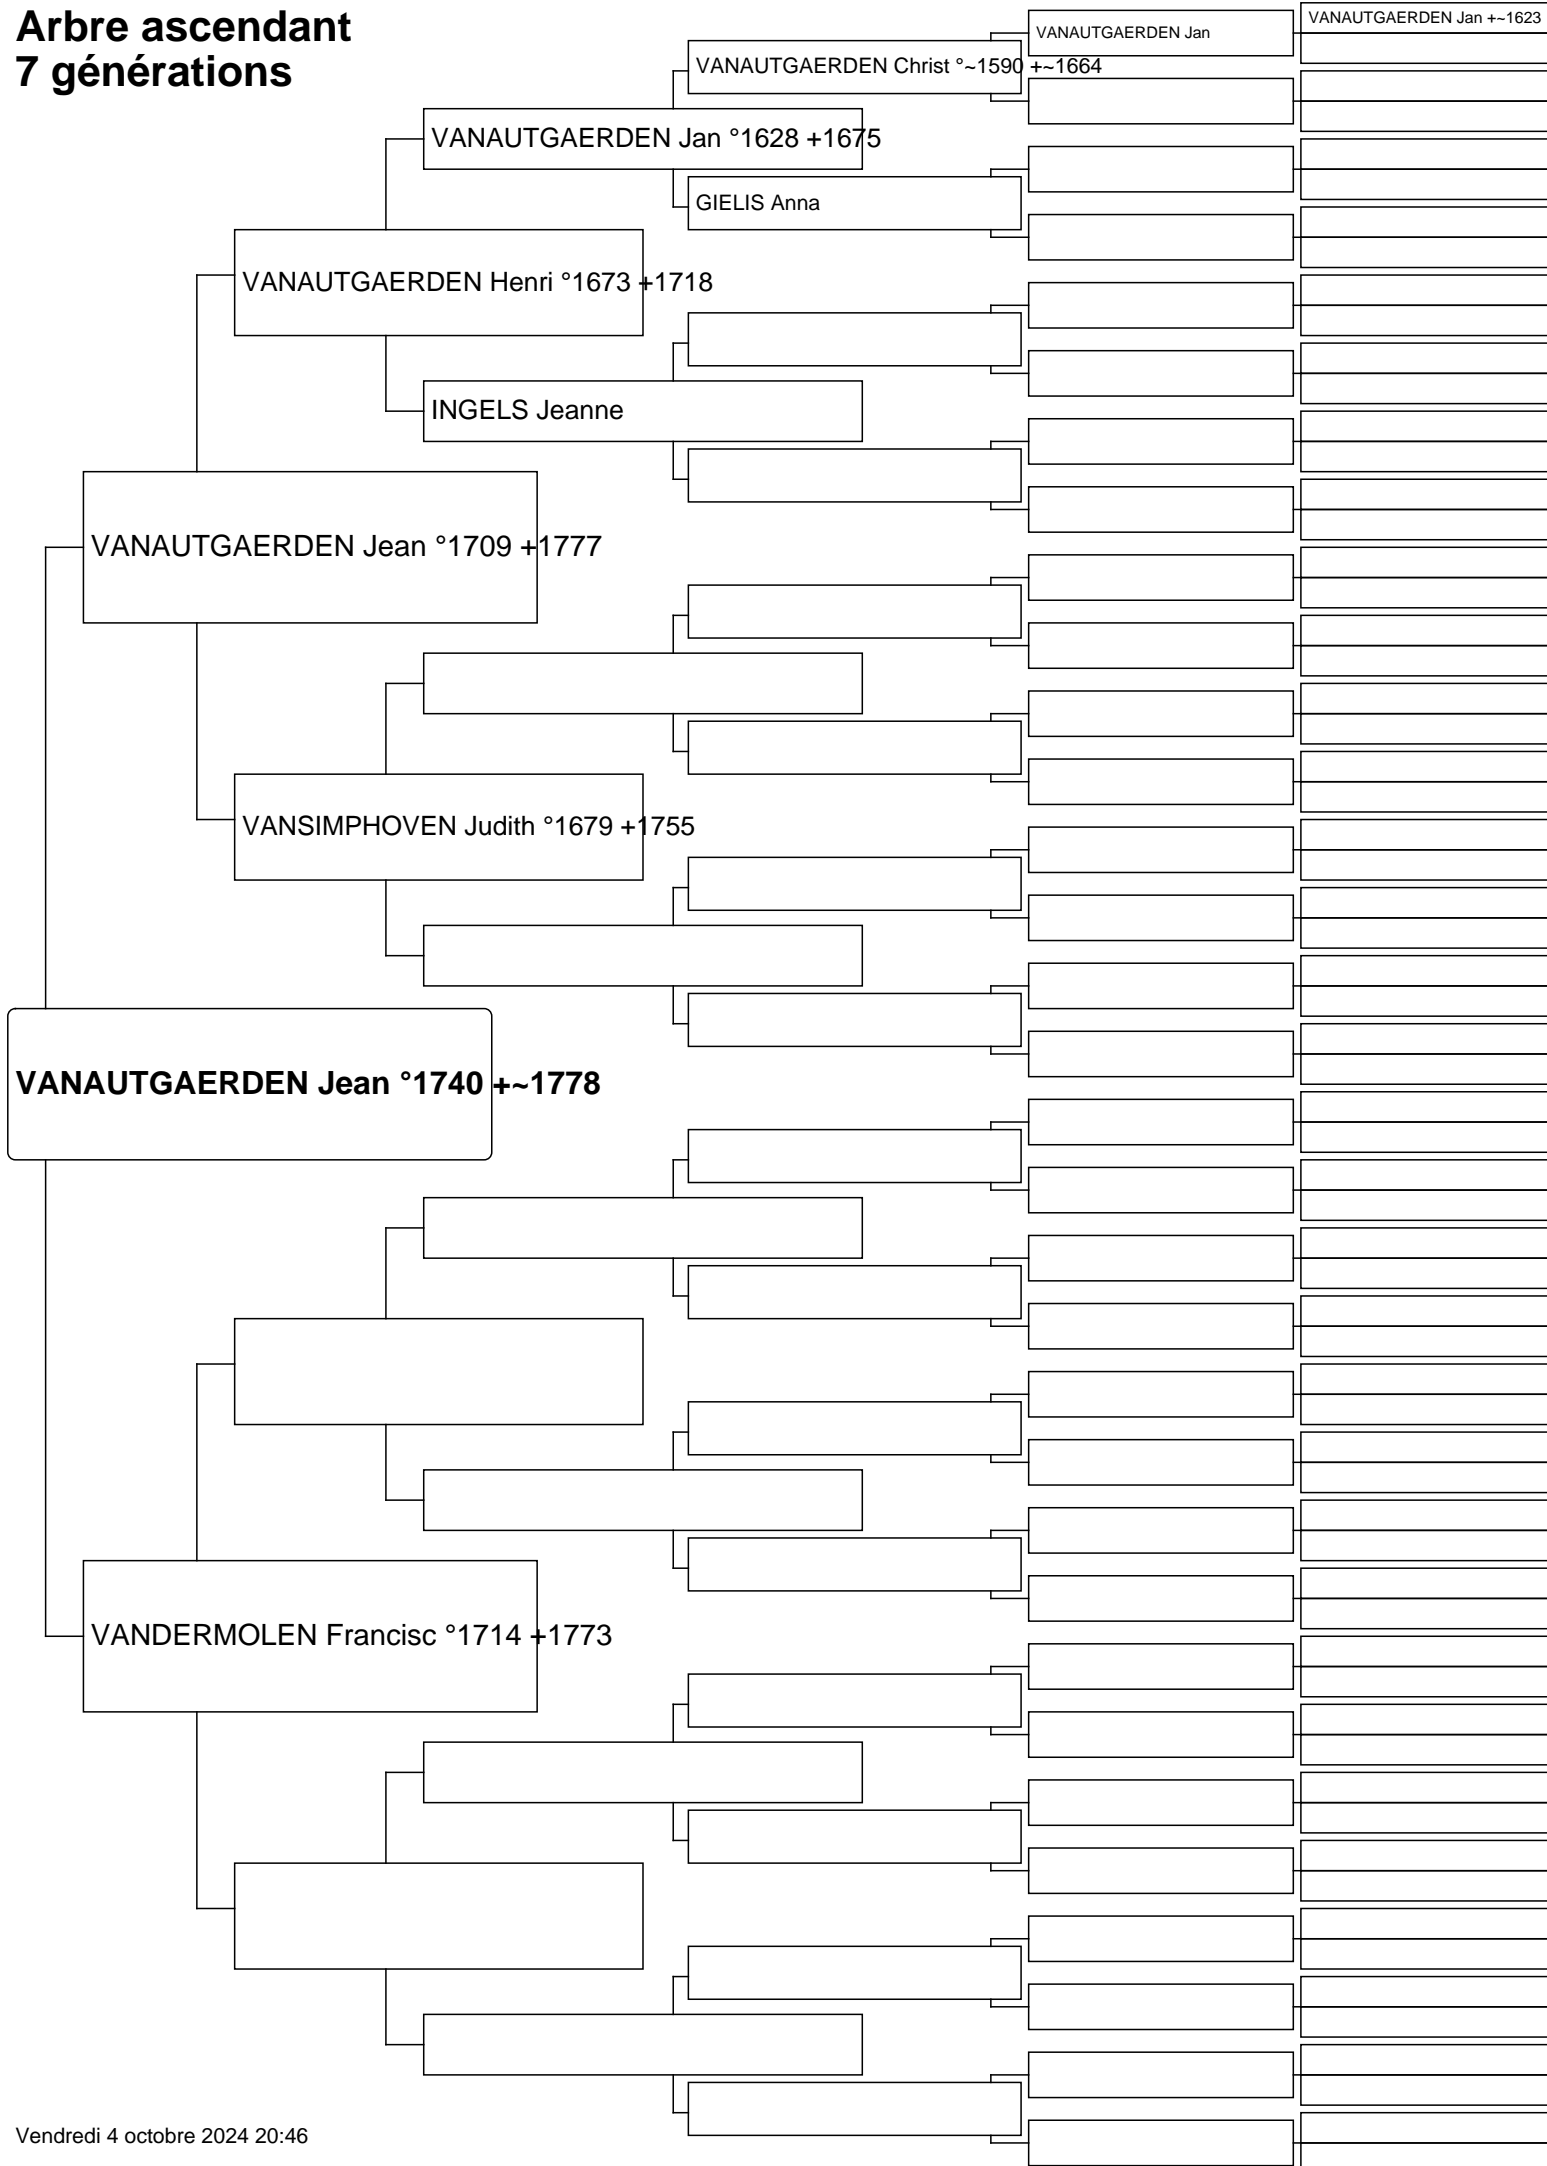 Arbre ascendant
7 générations
VANAUTGAERDEN Jan +~1623
VANAUTGAERDEN Jan
VANAUTGAERDEN Christ °~1590 +~1664
VANAUTGAERDEN Jan °1628 +1675
GIELIS Anna
VANAUTGAERDEN Henri °1673 +1718
INGELS Jeanne
VANAUTGAERDEN Jean °1709 +1777
VANSIMPHOVEN Judith °1679 +1755
VANAUTGAERDEN Jean °1740 +~1778
VANDERMOLEN Francisc °1714 +1773
Vendredi 4 octobre 2024 20:46